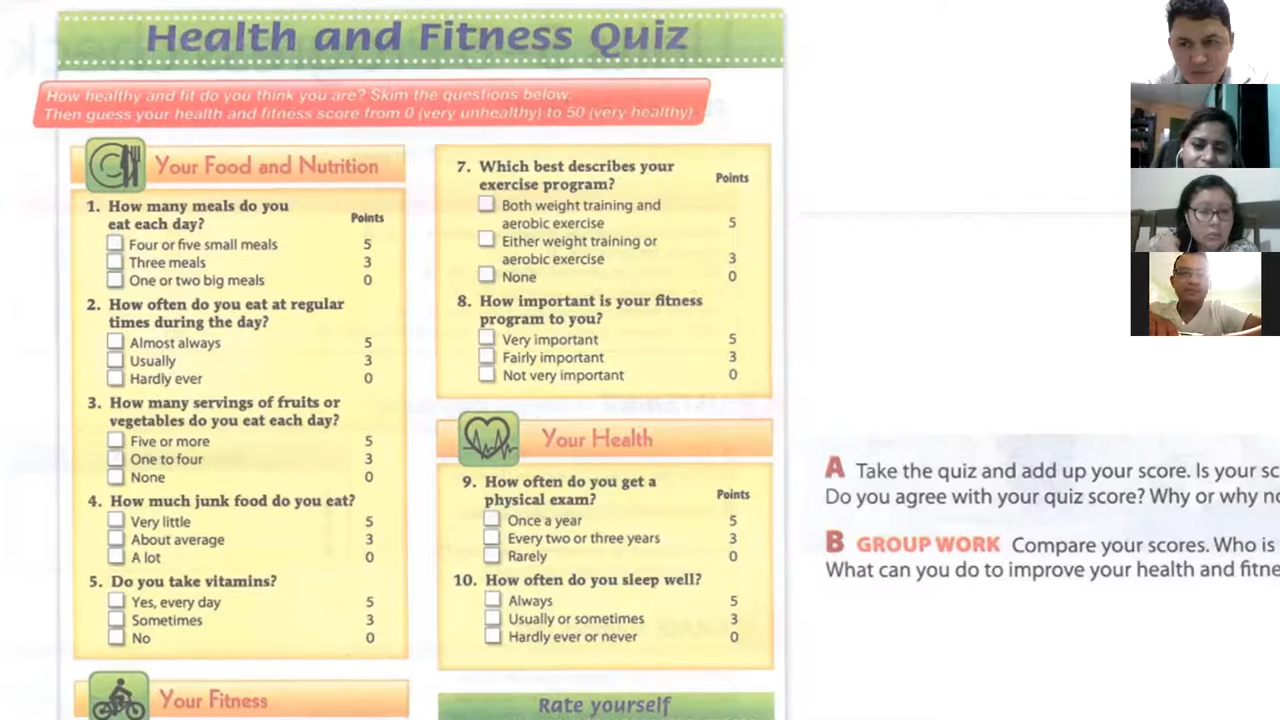 Health and Fitness Quiz
How healthy and fit do you think you are? Skim the questions below.
Then guess your health and fitness score from 0 (very unhealthy) to 50 (very healthy).
Your Food and Nutrition
1. How many meals do you
eat each day?
Points
Four or five small meals 5
Three meals 3
One or two big meals 0
2. How often do you eat at regular
times during the day?
Almost always 5
Usually 3
Hardly ever 0
3. How many servings of fruits or
vegetables do you eat each day?
Five or more 5
One to four 3
None 0
4. How much junk food do you eat?
Very little 5
About average 3
A lot 0
5. Do you take vitamins?
Yes, every day 5
Sometimes 3
No 0
Your Fitness
7. Which best describes your
exercise program?
Points
Both weight training and
aerobic exercise 5
Either weight training or
aerobic exercise 3
None 0
8. How important is your fitness
program to you?
Very important 5
Fairly important 3
Not very important 0
Your Health
9. How often do you get a
physical exam?
Points
Once a year 5
Every two or three years 3
Rarely 0
10. How often do you sleep well?
Always 5
Usually or sometimes 3
Hardly ever or never 0
Rate yourself
A Take the quiz and add up your score. Is your sc
Do you agree with your quiz score? Why or why no
B GROUP WORK Compare your scores. Who is
What can you do to improve your health and fitne